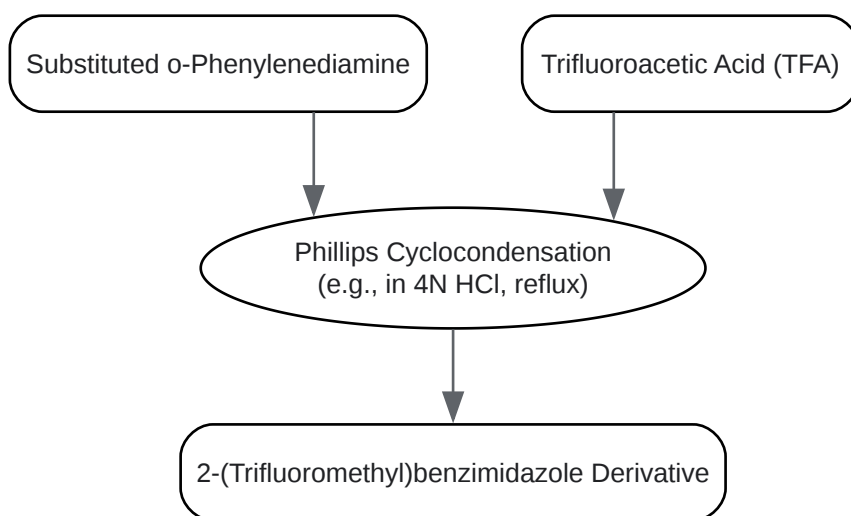 Substituted o-Phenylenediamine
Trifluoroacetic Acid (TFA)
Phillips Cyclocondensation
(e.g., in 4N HCl, reflux)
2-(Trifluoromethyl)benzimidazole Derivative